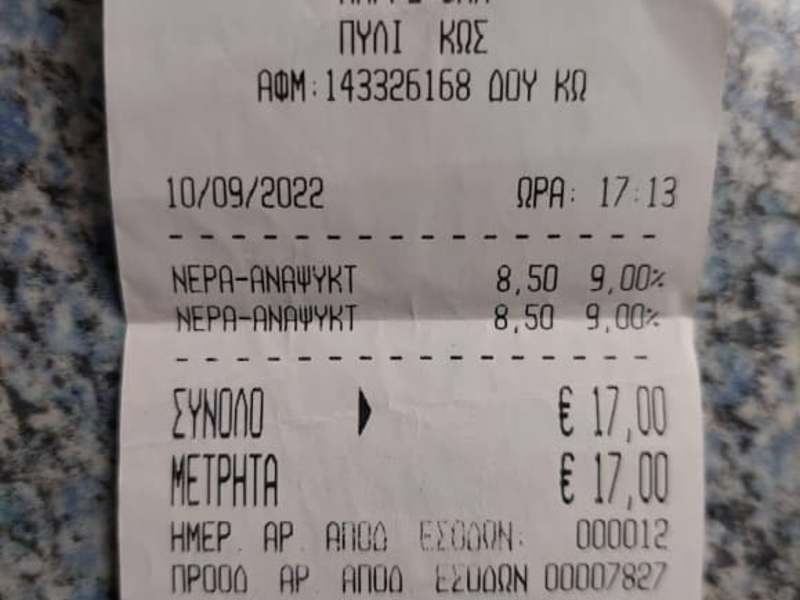 ΠΥΛΙ ΚΩΣ
ΑΦΜ:143326168 ΔΟΥ ΚΩ
10/09/2022 ΩΡΑ: 17:13
ΝΕΡΑ-ΑΝΑΨΥΚΤ 8,50 9,00%
ΝΕΡΑ-ΑΝΑΨΥΚΤ 8,50 9,00%
ΣΥΝΟΛΟ € 17,00
ΜΕΤΡΗΤΑ € 17,00
ΗΜΕΡ. ΑΡ. ΑΠΟΔ ΕΣΟΔΩΝ: 000012
ΠΡΟΟΔ ΑΡ ΑΠΟΔ ΕΣΟΔΩΝ 00007827